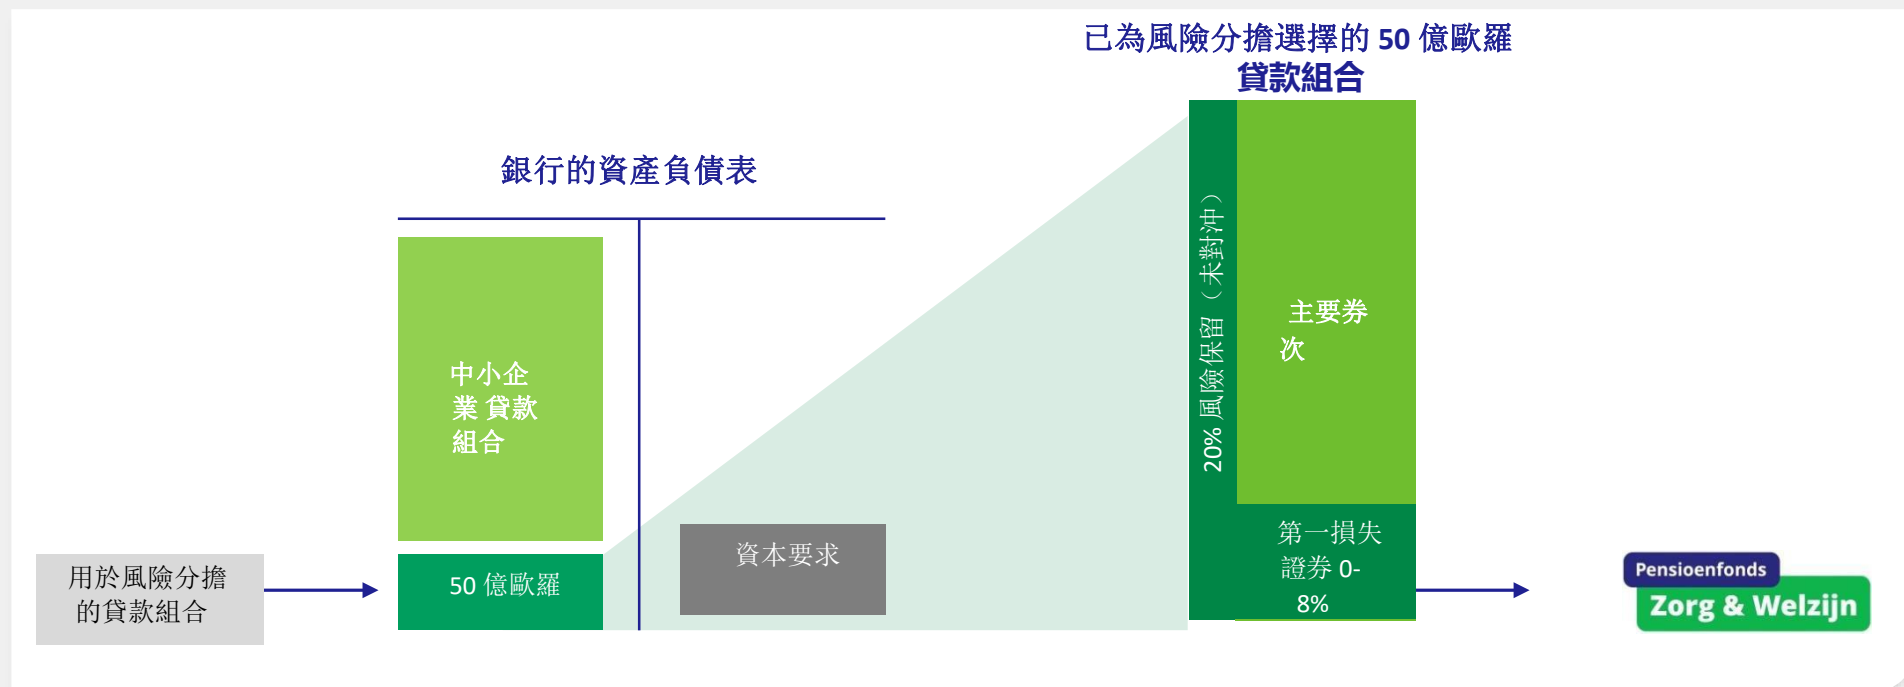 已為風險分擔選擇的 50 億歐羅
貸款組合
銀行的資產負債表
中小企
業 貸款
組合
50 億歐羅
用於風險分擔
的貸款組合
資本要求
20% 風險保留（未對沖）
主要券
次
第一損失
證券 0-
8%
Pensioenfonds
Zorg & Welzijn